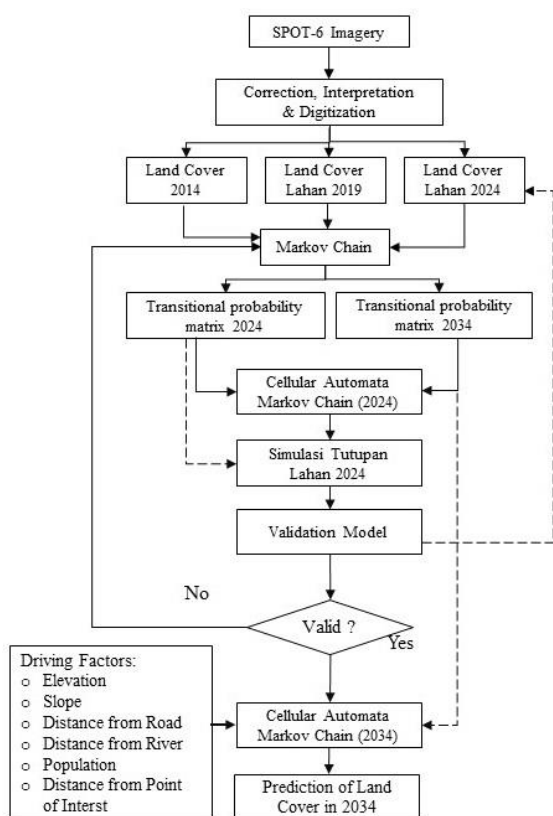 SPOT-6 Imagery
Correction, Interpretation
& Digitization
Land Cover
2014
Land Cover
Lahan 2019
Land Cover
Lahan 2024
Markov Chain
Transitional probability
matrix 2024
Transitional probability
matrix 2034
Cellular Automata
Markov Chain (2024)
Simulasi Tutupan
Lahan 2024
Validation Model
No
Valid ?
Yes
Driving Factors:
o Elevation
o Slope
o Distance from Road
o Distance from River
o Population
o Distance from Point
of Interst
Cellular Automata
Markov Chain (2034)
Prediction of Land
Cover in 2034